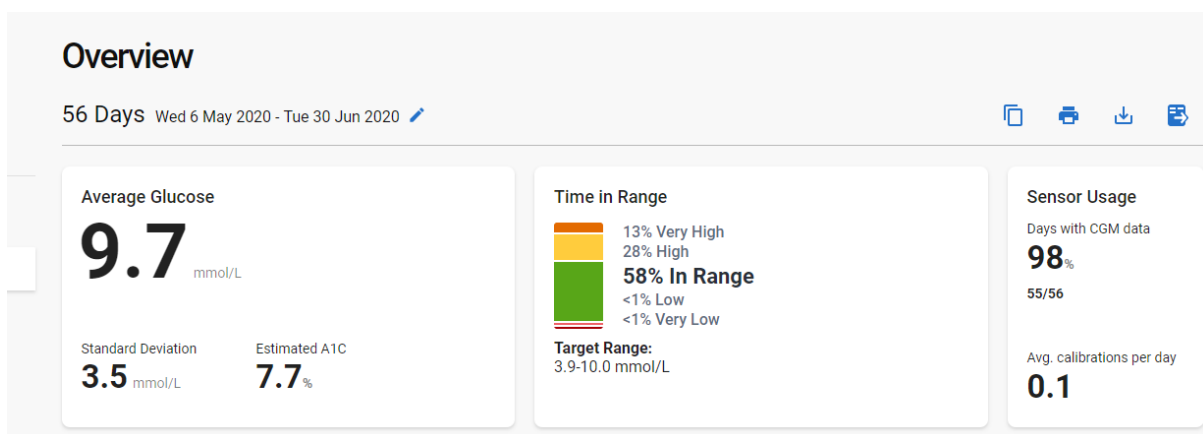 Overview
56 Days Wed 6 May 2020 - Tue 30 Jun 2020
Average Glucose
9.7 mmol/L
Standard Deviation
3.5 mmol/L
Estimated A1C
7.7%
Time in Range
13% Very High
28% High
58% In Range
<1% Low
<1% Very Low
Target Range:
3.9-10.0 mmol/L
Sensor Usage
Days with CGM data
98%
55/56
Avg. calibrations per day
0.1